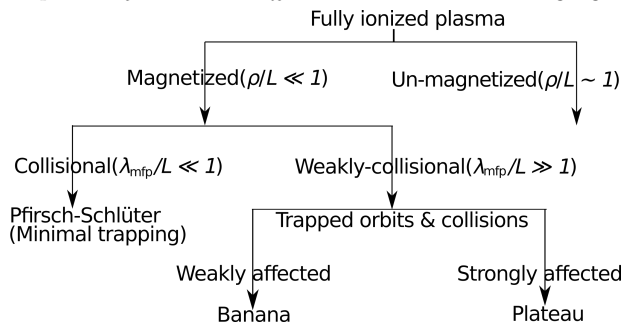 Fully ionized plasma
Magnetized(ρ/L ≪ 1)
Un-magnetized(ρ/L ~ 1)
Collisional(λmfp/L ≪ 1)
Weakly-collisional(λmfp/L ≫ 1)
Pfirsch-Schlüter
(Minimal trapping)
Trapped orbits & collisions
Weakly affected
Strongly affected
Banana
Plateau